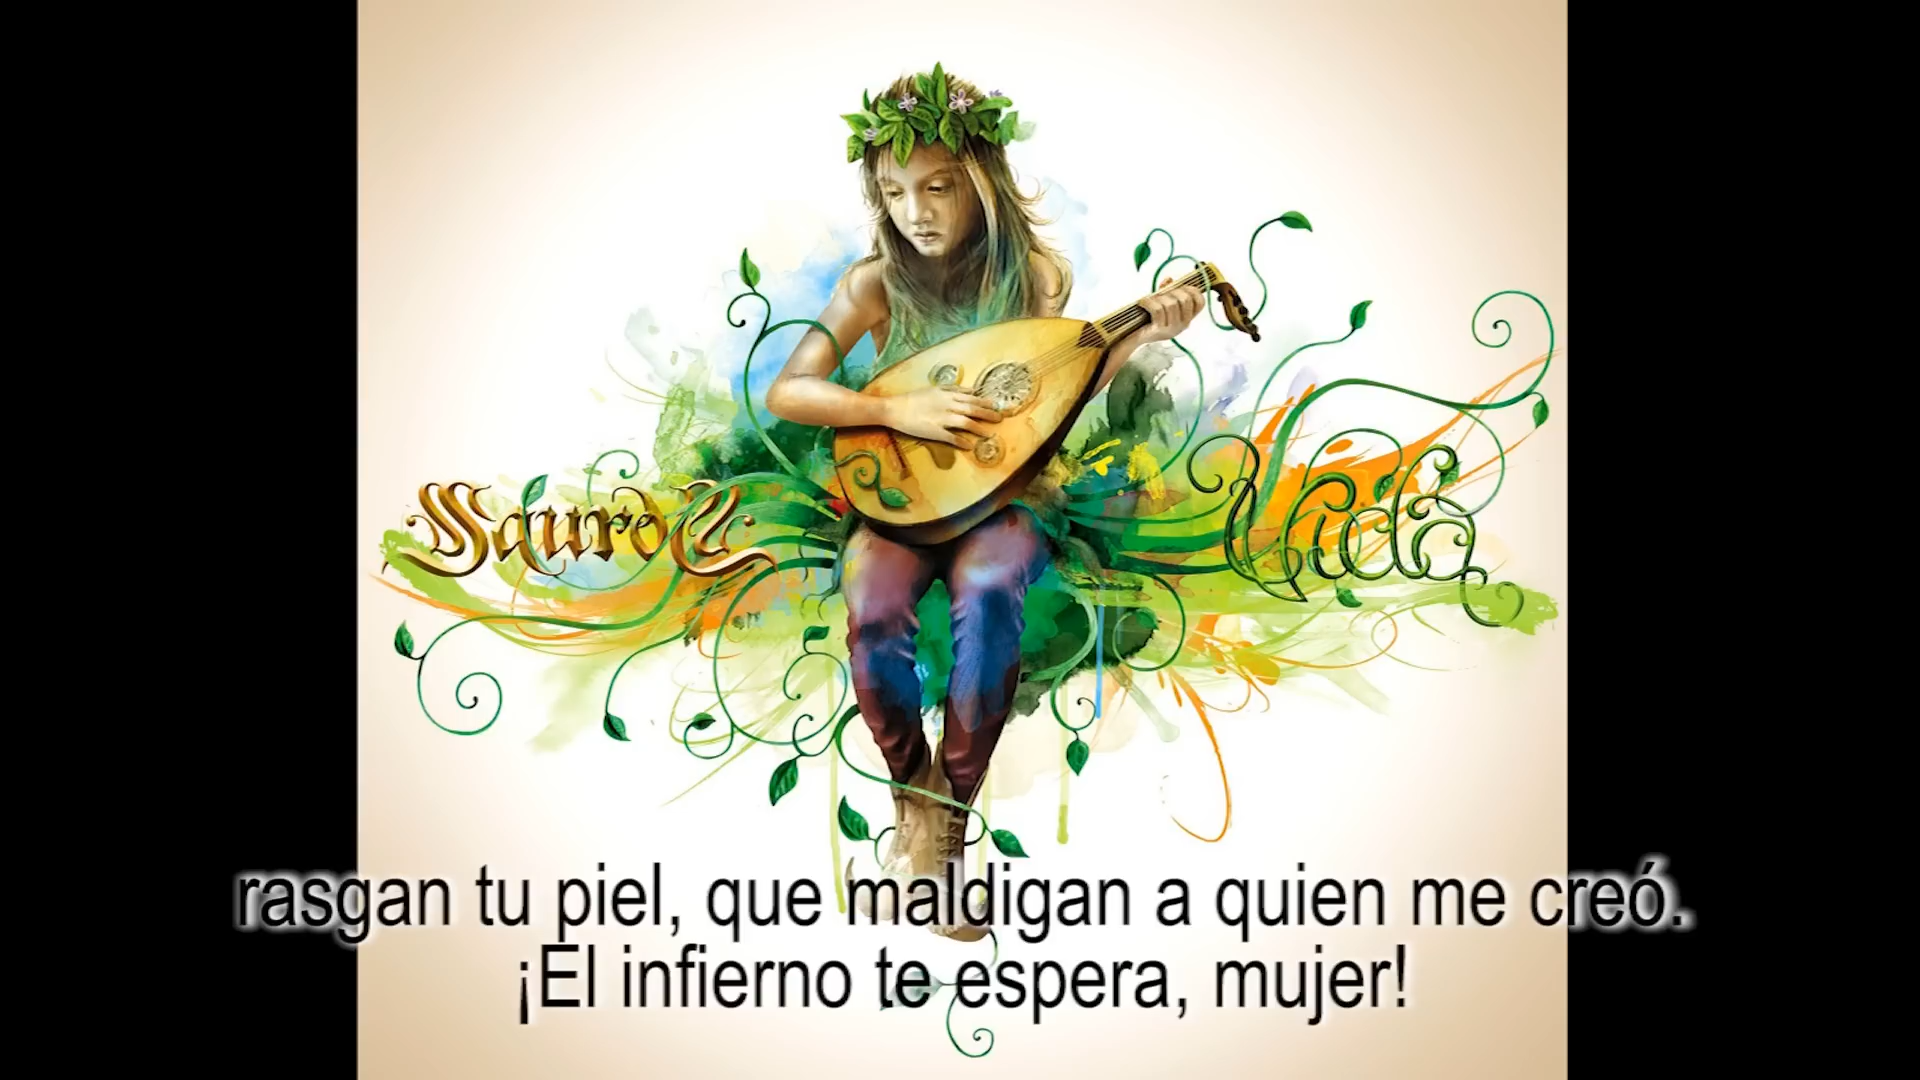 Saurom
Vida
rasgan tu piel, que maldigan a quien me creó.
¡El infierno te espera, mujer!